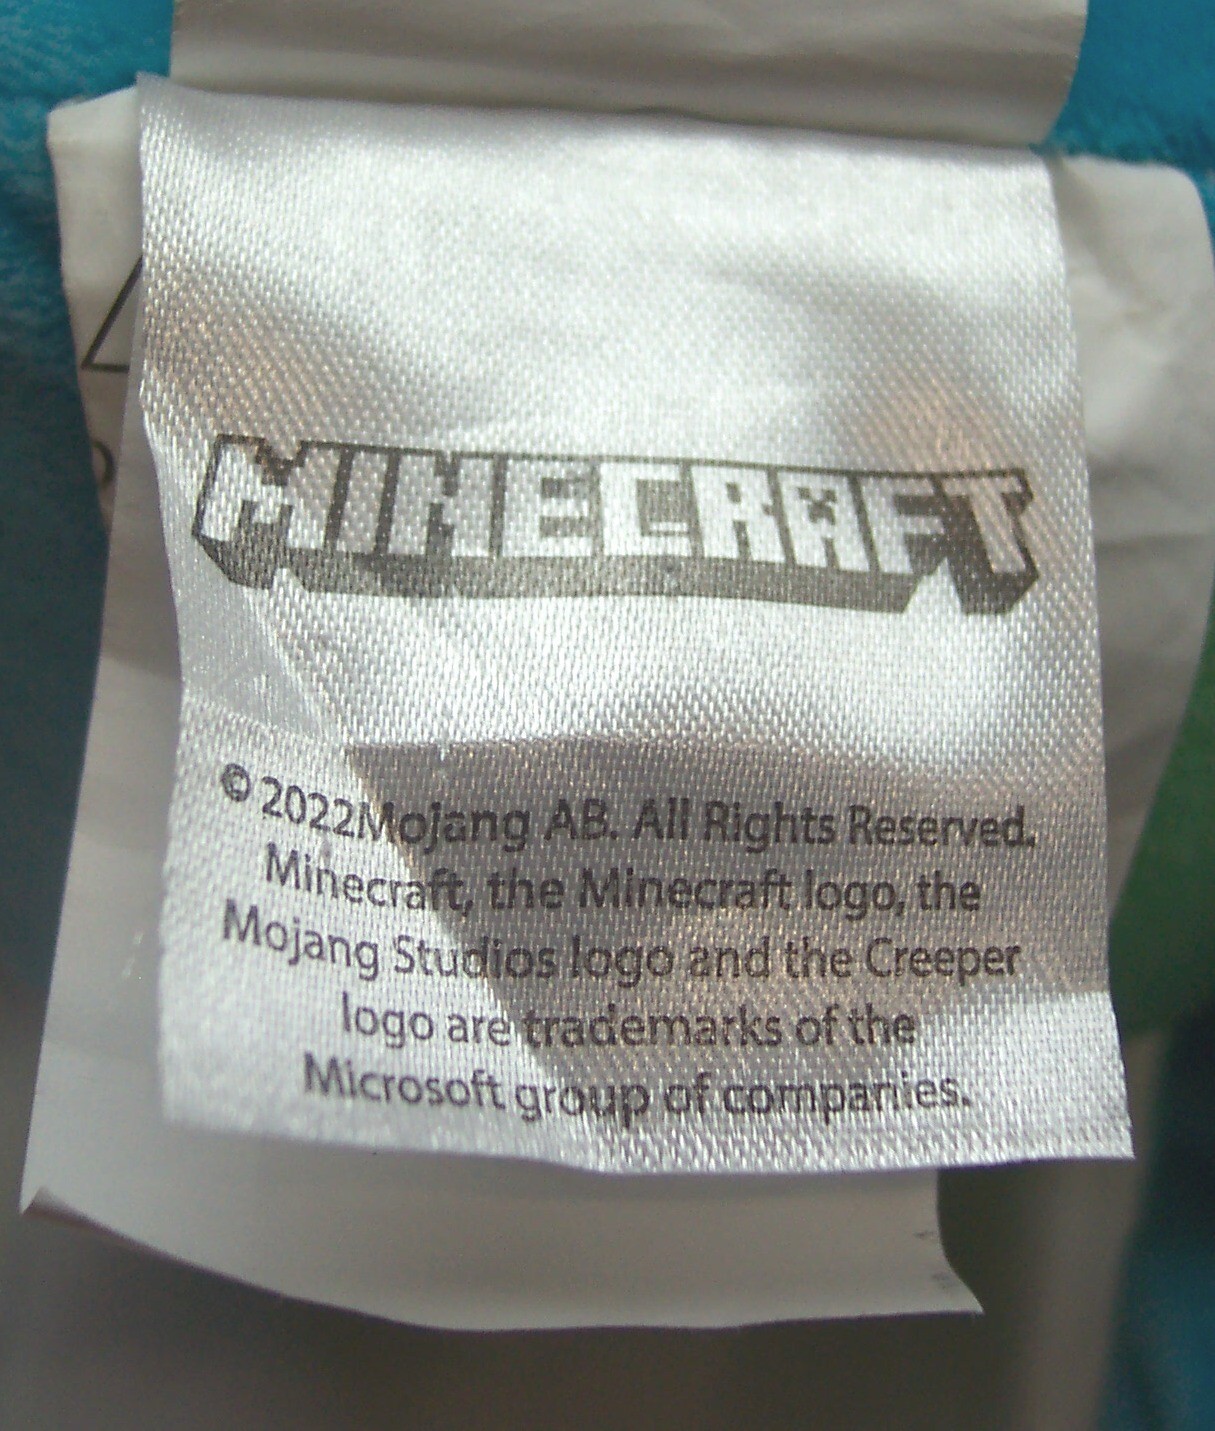 MINECRAFT
© 2022Mojang AB. All Rights Reserved.
Minecraft, the Minecraft logo, the
Mojang Studios logo and the Creeper
logo are trademarks of the
Microsoft group of companies.